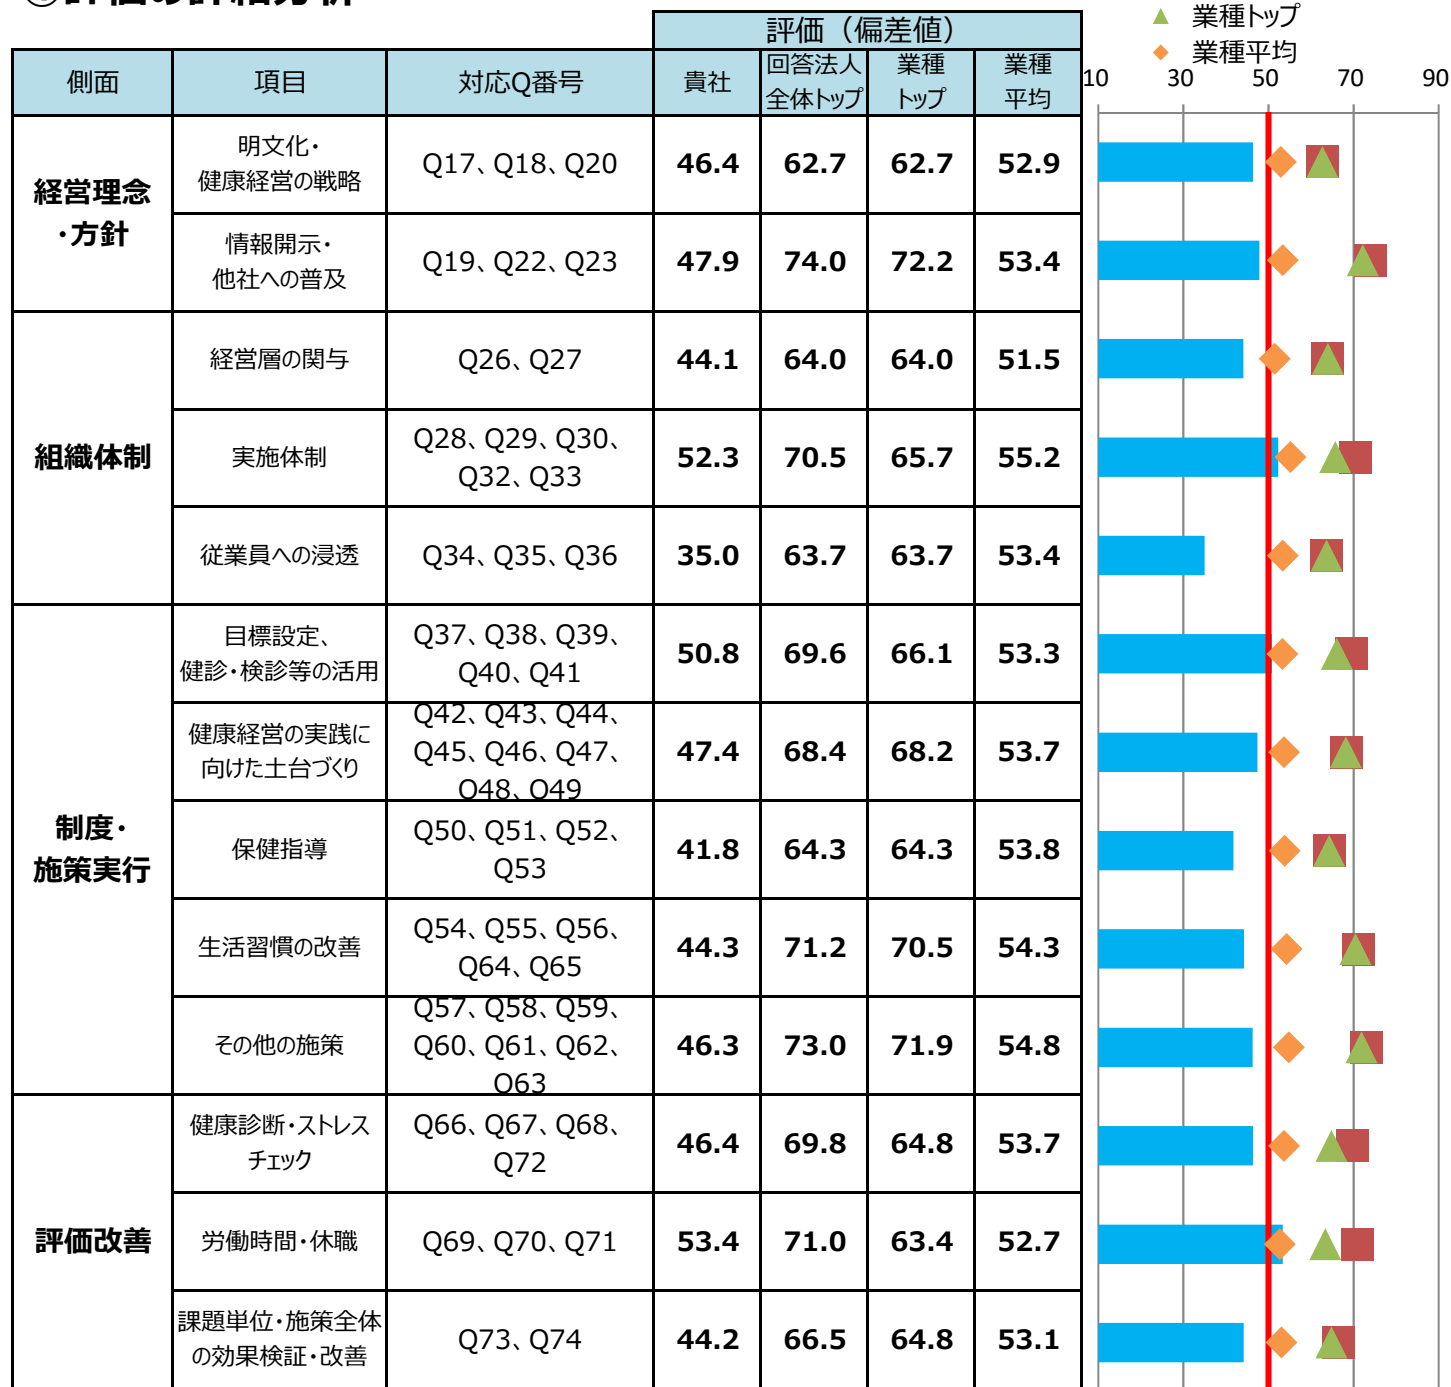 ①評価の詳細分析
▲ 業種トップ
◆ 業種平均
評価（偏差値）
側面 項目 対応Q番号 貴社 回答法人 業種 業種
全体トップ トップ 平均
10 30 50 70 90
経営理念
・方針
明文化・
健康経営の戦略
Q17、Q18、Q20
46.4 62.7 62.7 52.9
情報開示・
他社への普及
Q19、Q22、Q23
47.9 74.0 72.2 53.4
組織体制
経営層の関与
Q26、Q27
44.1 64.0 64.0 51.5
実施体制
Q28、Q29、Q30、
Q32、Q33
52.3 70.5 65.7 55.2
従業員への浸透
Q34、Q35、Q36
35.0 63.7 63.7 53.4
制度・
施策実行
目標設定、
健診・検診等の活用
Q37、Q38、Q39、
Q40、Q41
50.8 69.6 66.1 53.3
健康経営の実践に
向けた土台づくり
Q42、Q43、Q44、
Q45、Q46、Q47、
Q48、Q49
47.4 68.4 68.2 53.7
保健指導
Q50、Q51、Q52、
Q53
41.8 64.3 64.3 53.8
生活習慣の改善
Q54、Q55、Q56、
Q64、Q65
44.3 71.2 70.5 54.3
その他の施策
Q57、Q58、Q59、
Q60、Q61、Q62、
Q63
46.3 73.0 71.9 54.8
評価改善
健康診断・ストレス
チェック
Q66、Q67、Q68、
Q72
46.4 69.8 64.8 53.7
労働時間・休職
Q69、Q70、Q71
53.4 71.0 63.4 52.7
課題単位・施策全体
の効果検証・改善
Q73、Q74
44.2 66.5 64.8 53.1